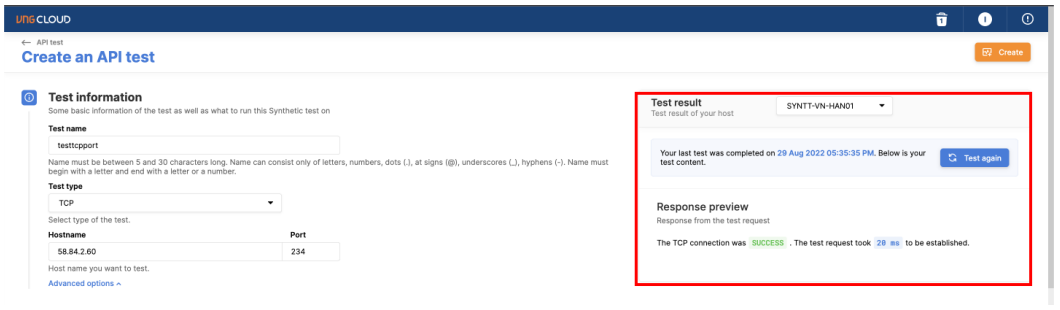 VNG CLOUD
← API test
Create an API test
Create
Test information
Some basic information of the test as well as what to run this Synthetic test on
Test name
testtcpport
Name must be between 5 and 30 characters long. Name can consist only of letters, numbers, dots (.), at signs (@), underscores (_), hyphens (-). Name must
begin with a letter and end with a letter or a number.
Test type
TCP
Select type of the test.
Hostname Port
58.84.2.60 234
Host name you want to test.
Advanced options
Test result SYNTT-VN-HAN01
Test result of your host
Your last test was completed on 29 Aug 2022 05:35:35 PM. Below is your
test content.
Test again
Response preview
Response from the test request
The TCP connection was SUCCESS . The test request took 20 ms to be established.